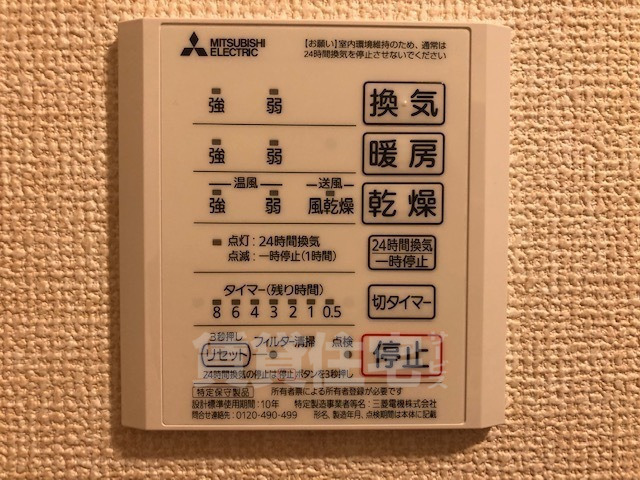 MITSUBISHI
ELECTRIC
【お願い】室内環境維持のため、通常は
24時間換気を停止させないでください
強 弱 換気
強 弱 暖房
温風 送風
強 弱 風乾燥 乾燥
点灯:24時間換気
点滅:一時停止(1時間)
24時間換気
一時停止
タイマー(残り時間)
8 6 4 3 2 1 0.5
切タイマー
3秒押し フィルター清掃 点検
リセット
停止
24時間換気の停止は(停止)ボタンを3秒押し
特定保守製品 所有者票による所有者登録が必要です
設計標準使用期間:10年 特定製造事業者等名:三菱電機株式会社
問合せ連絡先:0120-490-499 形名、製造年月、点検期間は本体に記載